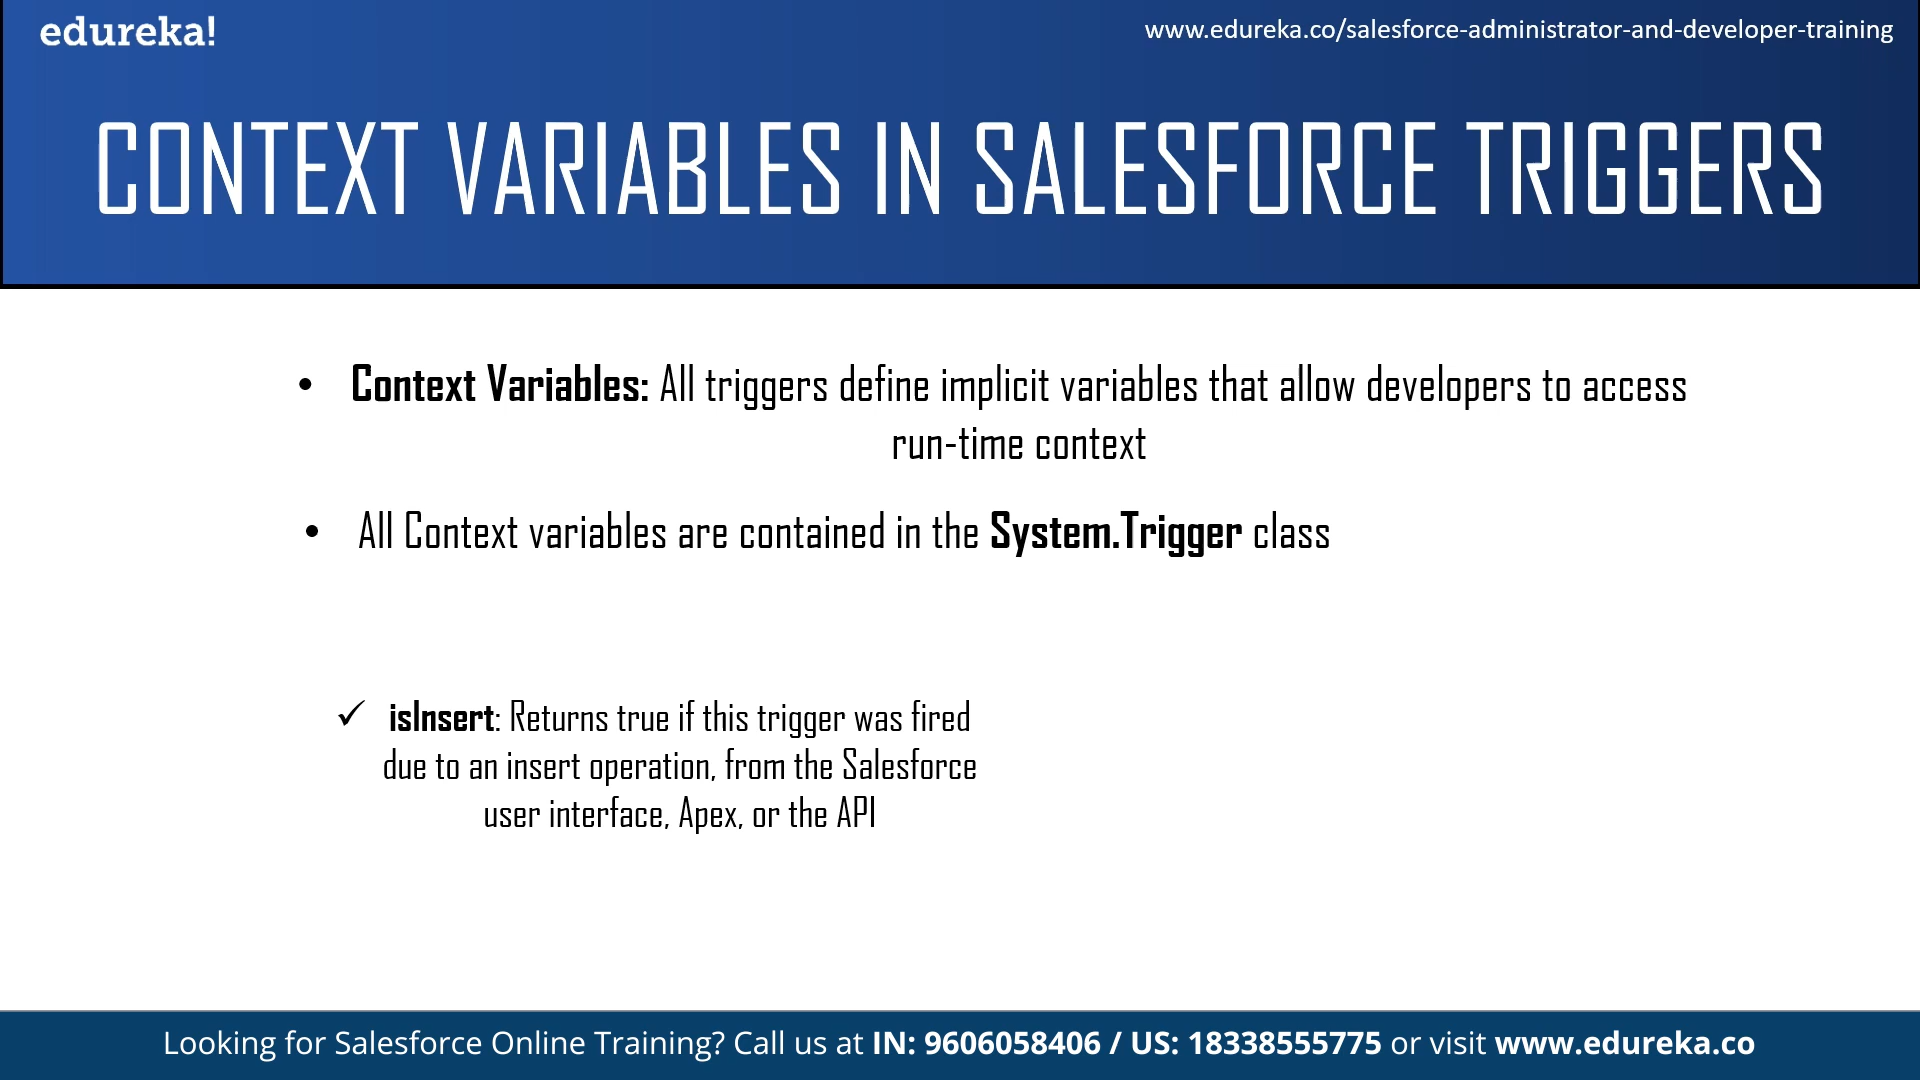 edureka!
www.edureka.co/salesforce-administrator-and-developer-training
CONTEXT VARIABLES IN SALESFORCE TRIGGERS
• Context Variables: All triggers define implicit variables that allow developers to access
run-time context
• All Context variables are contained in the System.Trigger class
✓ isInsert: Returns true if this trigger was fired
due to an insert operation, from the Salesforce
user interface, Apex, or the API
Looking for Salesforce Online Training? Call us at IN: 9606058406 / US: 18338555775 or visit www.edureka.co